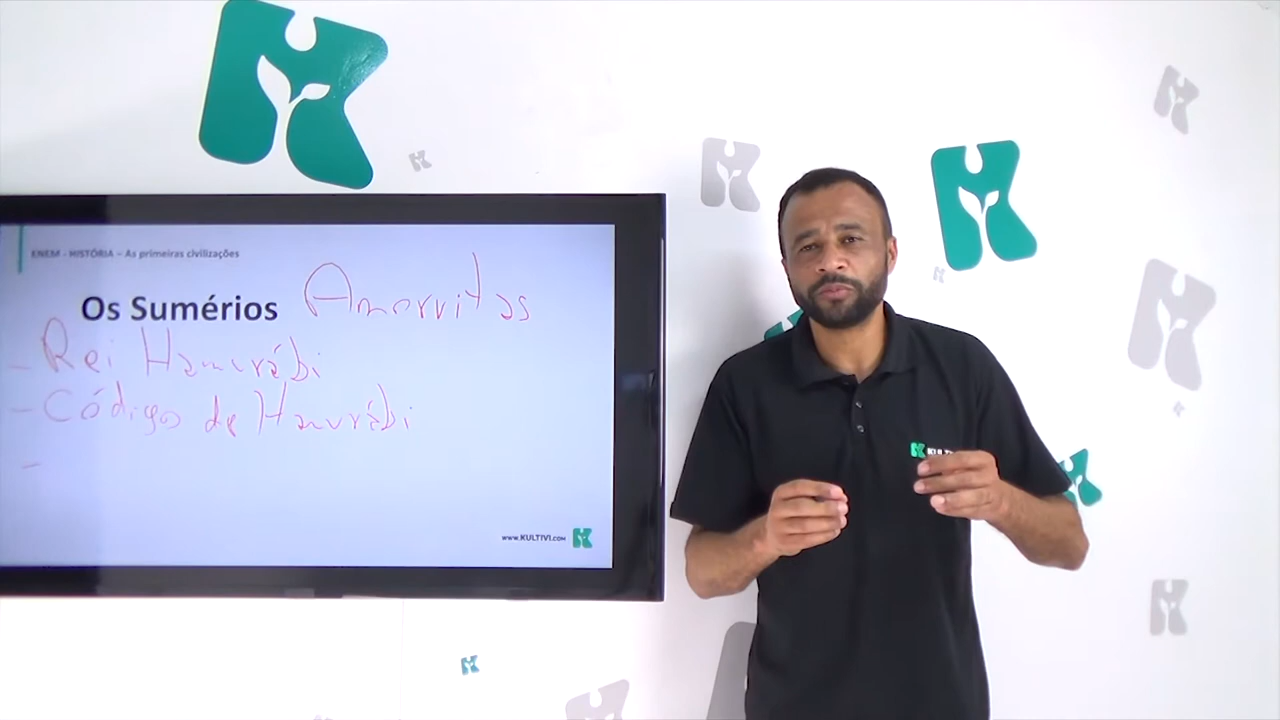 ENEM - HISTÓRIA – As primeiras civilizações
Os Sumérios Amorritas
- Rei Hamurábi
- Códigos de Hamurábi
-
www.KULTIVI.COM